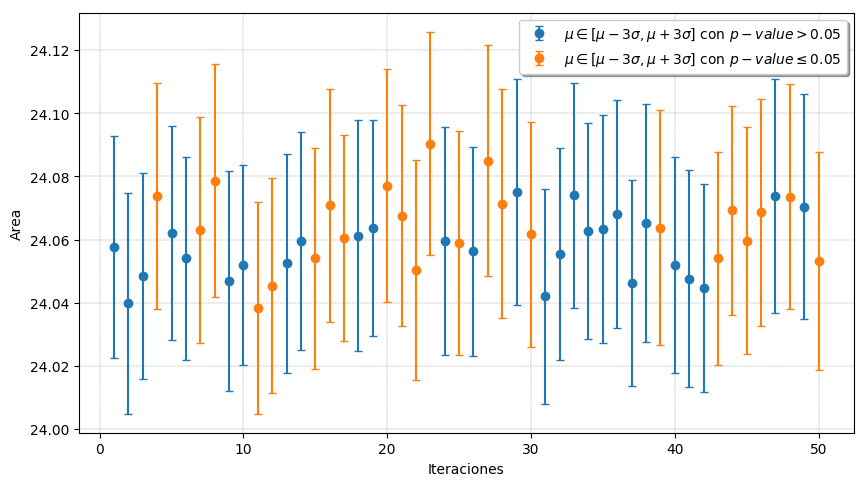 μ ∈ [μ − 3σ, μ + 3σ] con p − value > 0.05
μ ∈ [μ − 3σ, μ + 3σ] con p − value ≤ 0.05
24.12
24.10
24.08
24.06
24.04
24.02
24.00
Area
0 10 20 30 40 50
Iteraciones